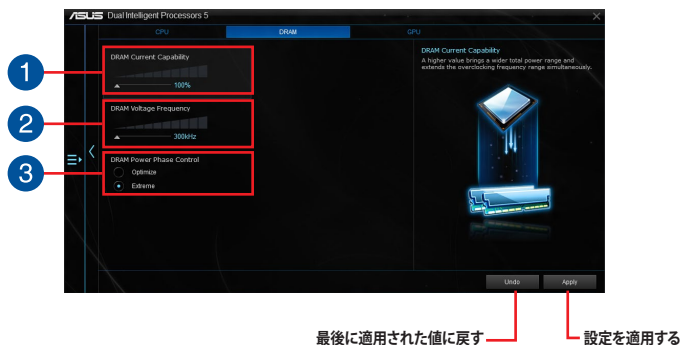 ASUS Dual Intelligent Processors 5
CPU DRAM GPU
1
DRAM Current Capability
100%
2
DRAM Voltage Frequency
300kHz
3
DRAM Power Phase Control
Optimize
Extreme
DRAM Current Capability
A higher value brings a wider total power range and
extends the overclocking frequency range simultaneously.
Undo Apply
最後に適用された値に戻す 設定を適用する